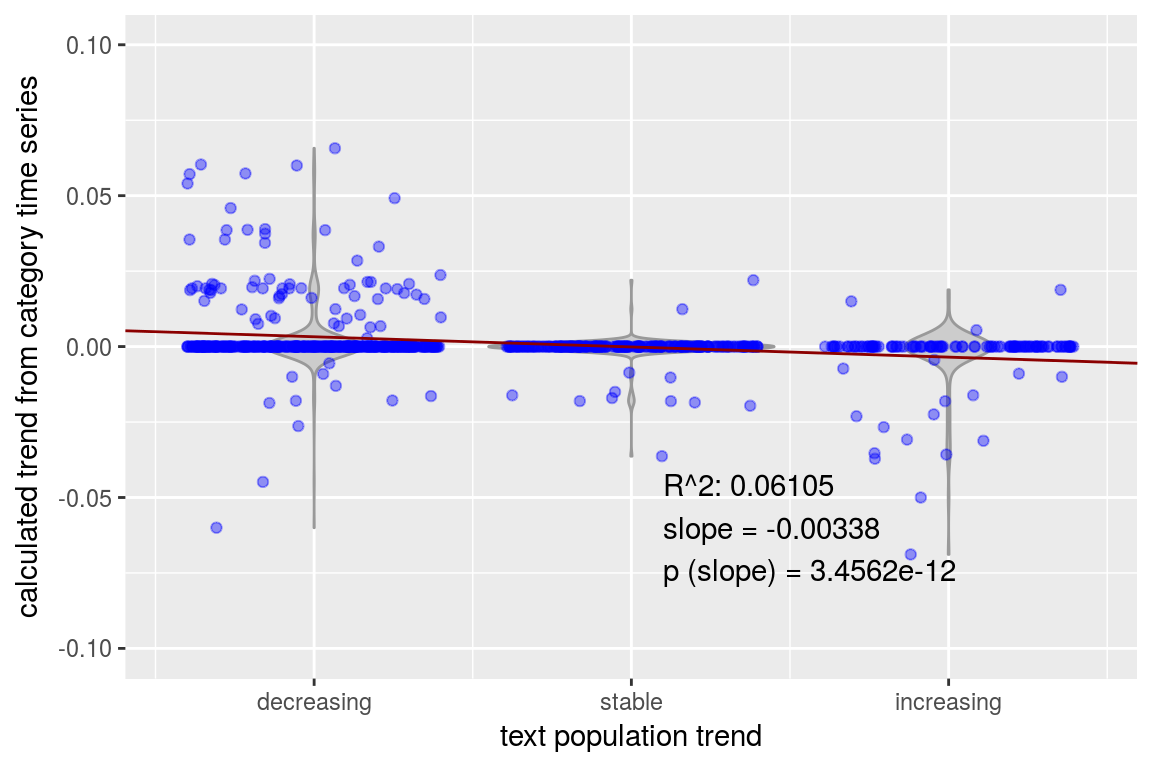 calculated trend from category time series
0.10
0.05
0.00
-0.05
-0.10
R^2: 0.06105
slope = -0.00338
p (slope) = 3.4562e-12
decreasing
stable
increasing
text population trend